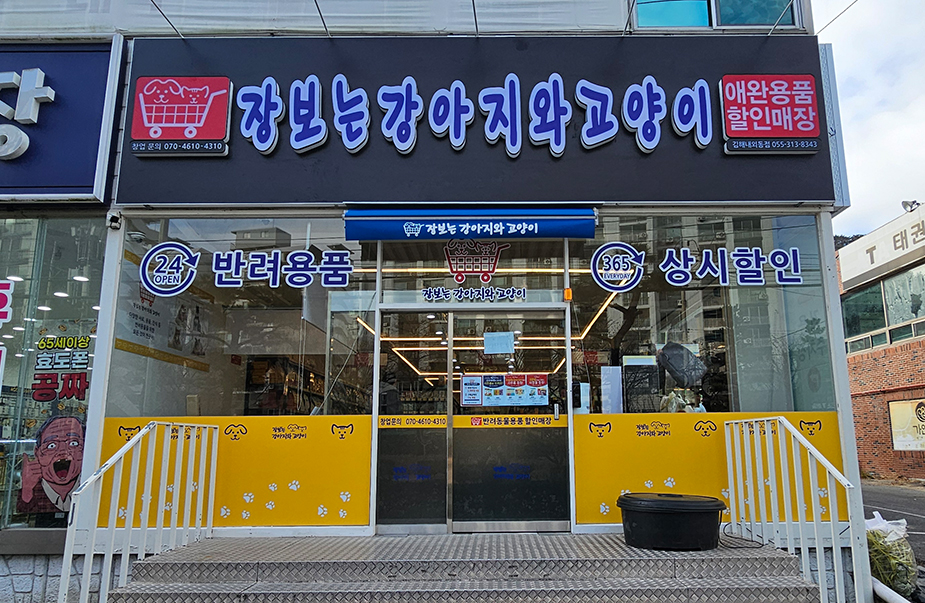 당
장보는강아지와고양이
창업 문의 070-4610-4310
애완용품
할인매장
김해내외동점 055-313-8343
장보는 강아지와 고양이
24
OPEN
반려용품
장보는 강아지와 고양이
365
EVERYDAY
상시할인
T 태권
65세이상
효도폰
공짜
창업문의 070-4610-4310
반려동물용품 할인매장
장보는
강아지와 고양이
장보는
강아지와 고양이